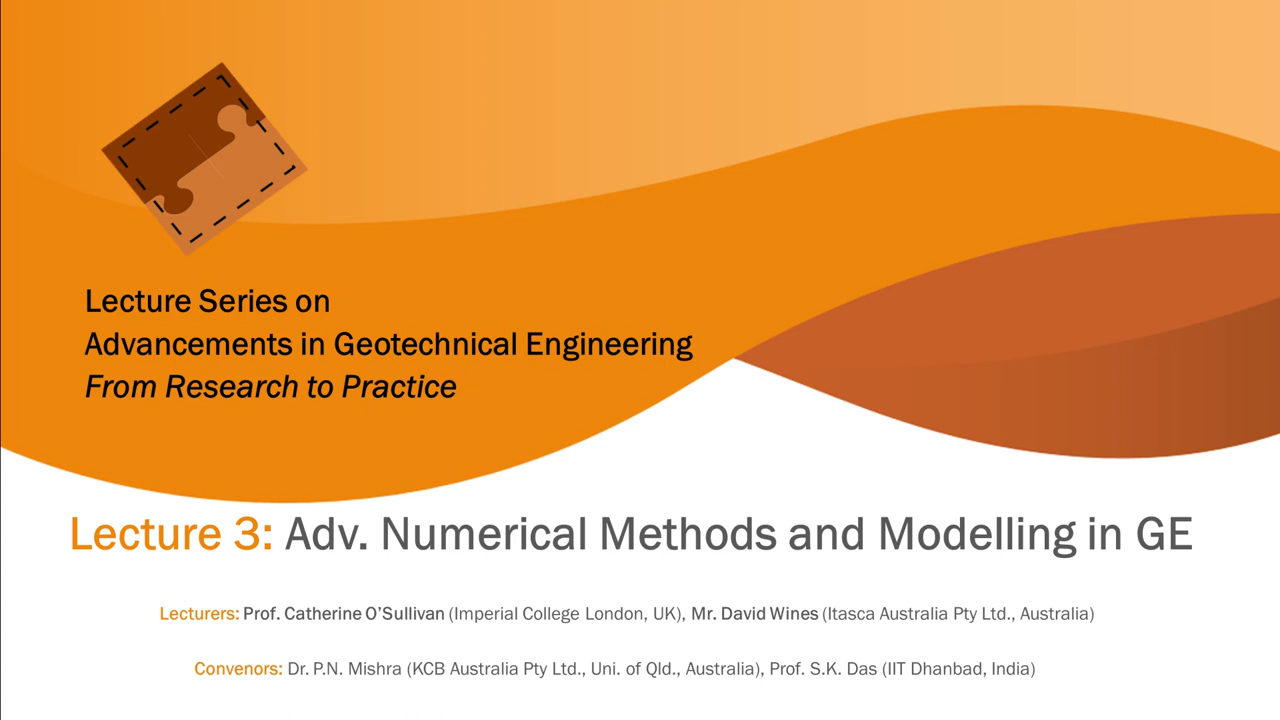 Lecture Series on
Advancements in Geotechnical Engineering
From Research to Practice
Lecture 3: Adv. Numerical Methods and Modelling in GE
Lecturers: Prof. Catherine O’Sullivan (Imperial College London, UK), Mr. David Wines (Itasca Australia Pty Ltd., Australia)
Convenors: Dr. P.N. Mishra (KCB Australia Pty Ltd., Uni. of Qld., Australia), Prof. S.K. Das (IIT Dhanbad, India)